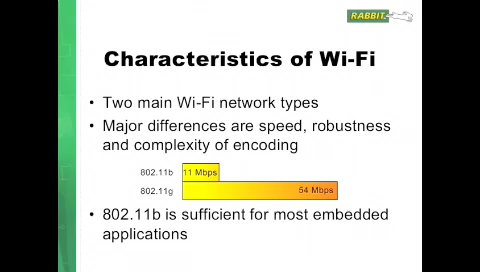 RABBIT
Characteristics of Wi-Fi
• Two main Wi-Fi network types
• Major differences are speed, robustness
and complexity of encoding
802.11b 11 Mbps
802.11g 54 Mbps
• 802.11b is sufficient for most embedded
applications